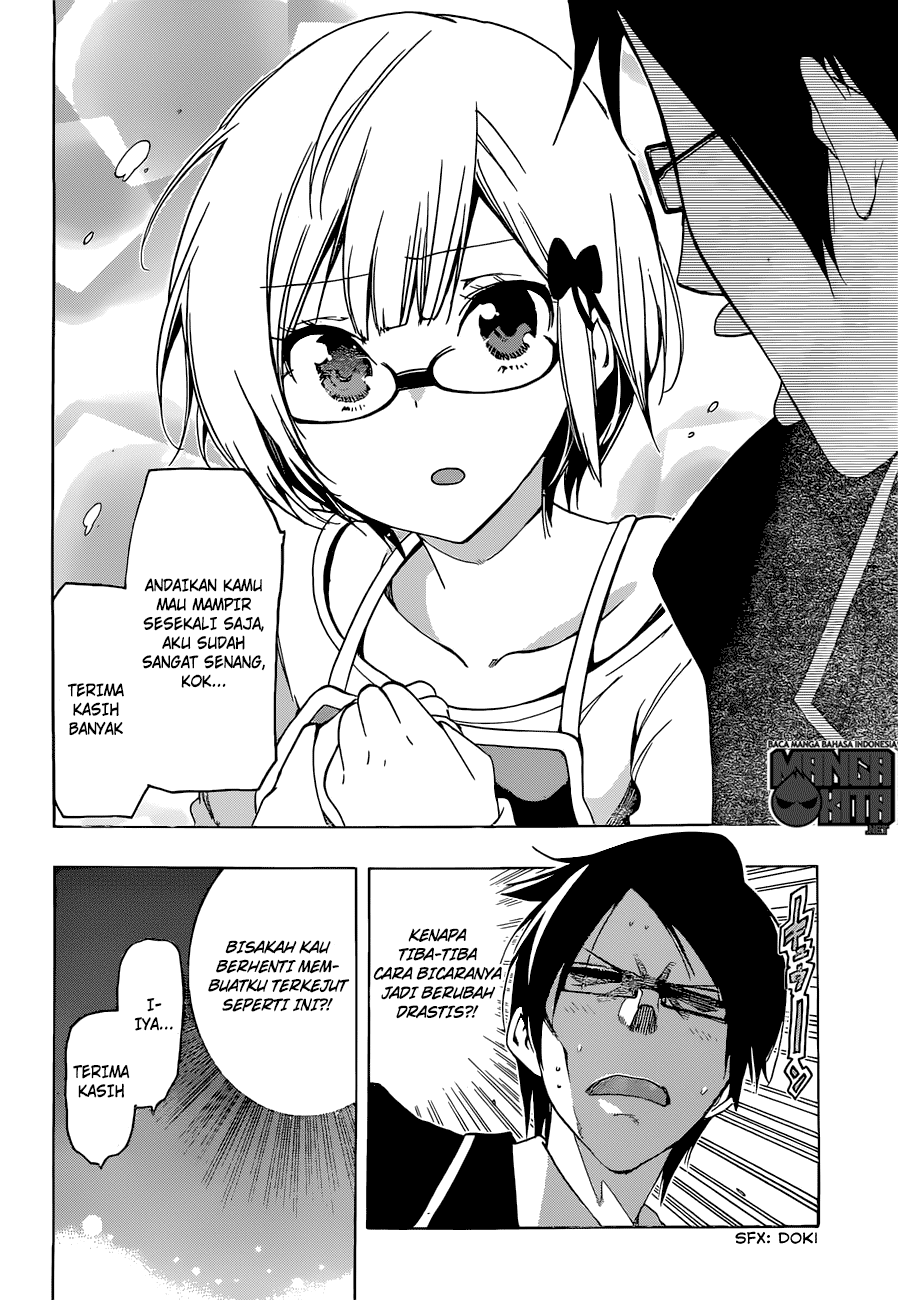 ANDAIKAN KAMU
MAU MAMPIR
SESEKALI SAJA,
AKU SUDAH
SANGAT SENANG,
KOK...
TERIMA
KASIH
BANYAK
BACA MANGA BAHASA INDONESIA
MANGA
KITA
.NET
KENAPA
TIBA-TIBA
CARA BICARANYA
JADI BERUBAH
DRASTIS?!
BISAKAH KAU
BERHENTI MEM-
BUATKU TERKEJUT
SEPERTI INI?!
I-
IYA...
TERIMA
KASIH
SFX: DOKI